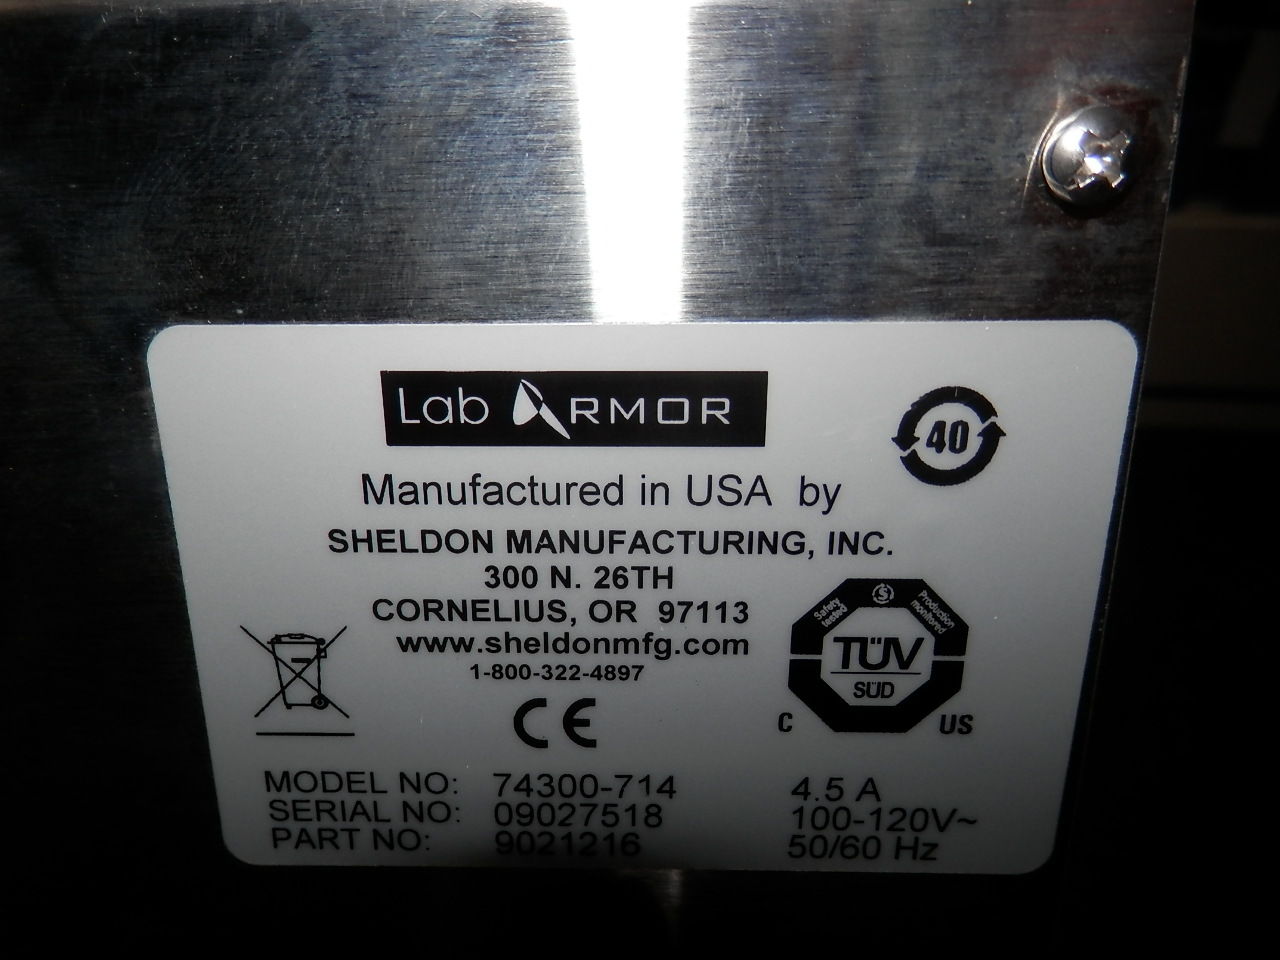 Lab ARMOR
40
Manufactured in USA by
SHELDON MANUFACTURING, INC.
300 N. 26TH
CORNELIUS, OR 97113
www.sheldonmfg.com
1-800-322-4897
CE
Safety tested
Production monitored
TÜV
SÜD
C US
MODEL NO: 74300-714 4.5 A
SERIAL NO: 09027518 100-120V~
PART NO: 9021216 50/60 Hz